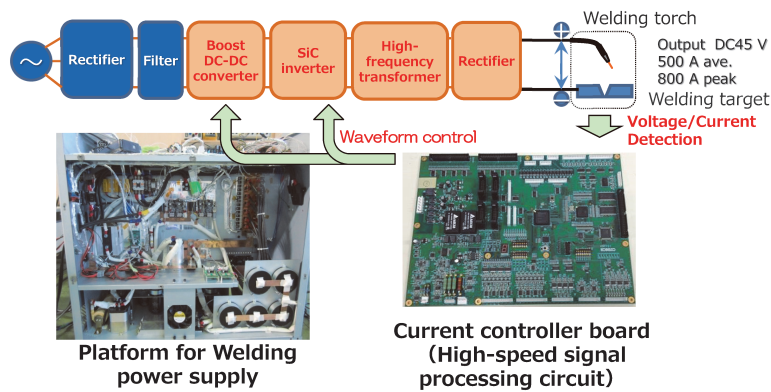 Rectifier
Filter
Boost
DC-DC
converter
SiC
inverter
High-
frequency
transformer
Rectifier
Welding torch
Output DC45 V
500 A ave.
800 A peak
Welding target
Voltage/Current
Detection
Waveform control
Platform for Welding
power supply
Current controller board
(High-speed signal
processing circuit)